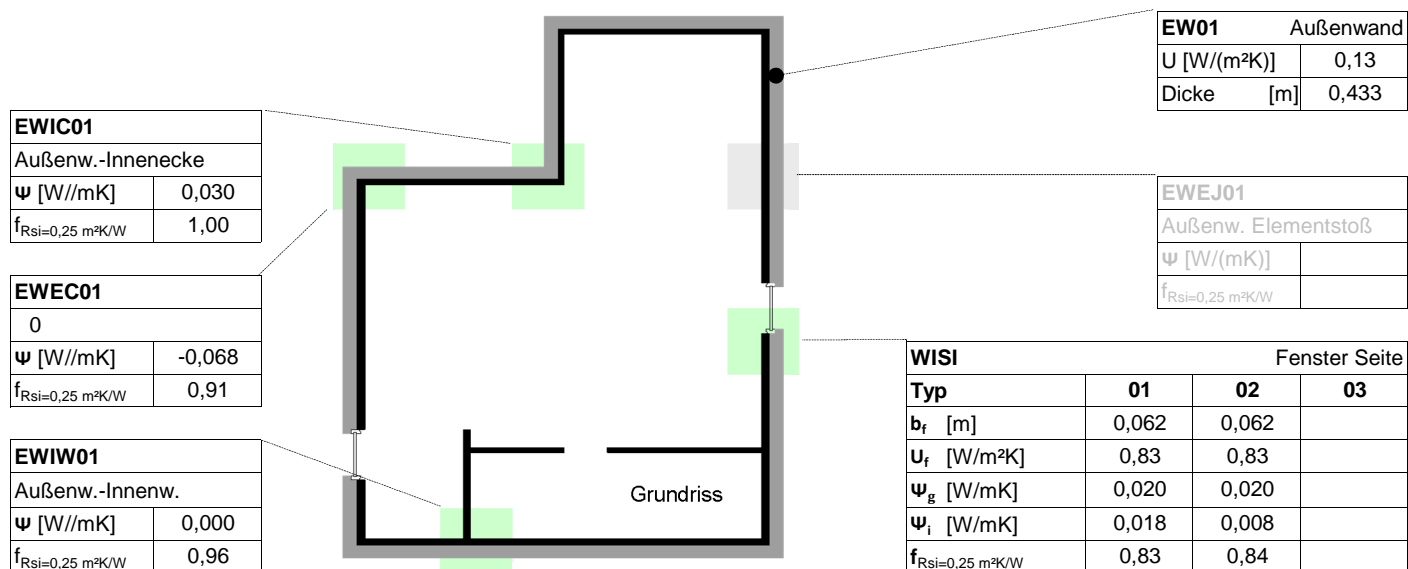 EW01 Außenwand
U [W/(m²K)] 0,13
Dicke [m] 0,433
EWIC01
Außenw.-Innenecke
Ψ [W//mK] 0,030
fRsi=0,25 m²K/W 1,00
EWEJ01
Außenw. Elementstoß
Ψ [W/(mK)]
fRsi=0,25 m²K/W
EWEC01
0
Ψ [W//mK] -0,068
fRsi=0,25 m²K/W 0,91
WISI Fenster Seite
Typ 01 02 03
bf [m] 0,062 0,062
Uf [W/m²K] 0,83 0,83
Ψg [W/mK] 0,020 0,020
Ψi [W/mK] 0,018 0,008
fRsi=0,25 m²K/W 0,83 0,84
EWIW01
Außenw.-Innenw.
Ψ [W//mK] 0,000
fRsi=0,25 m²K/W 0,96
Grundriss